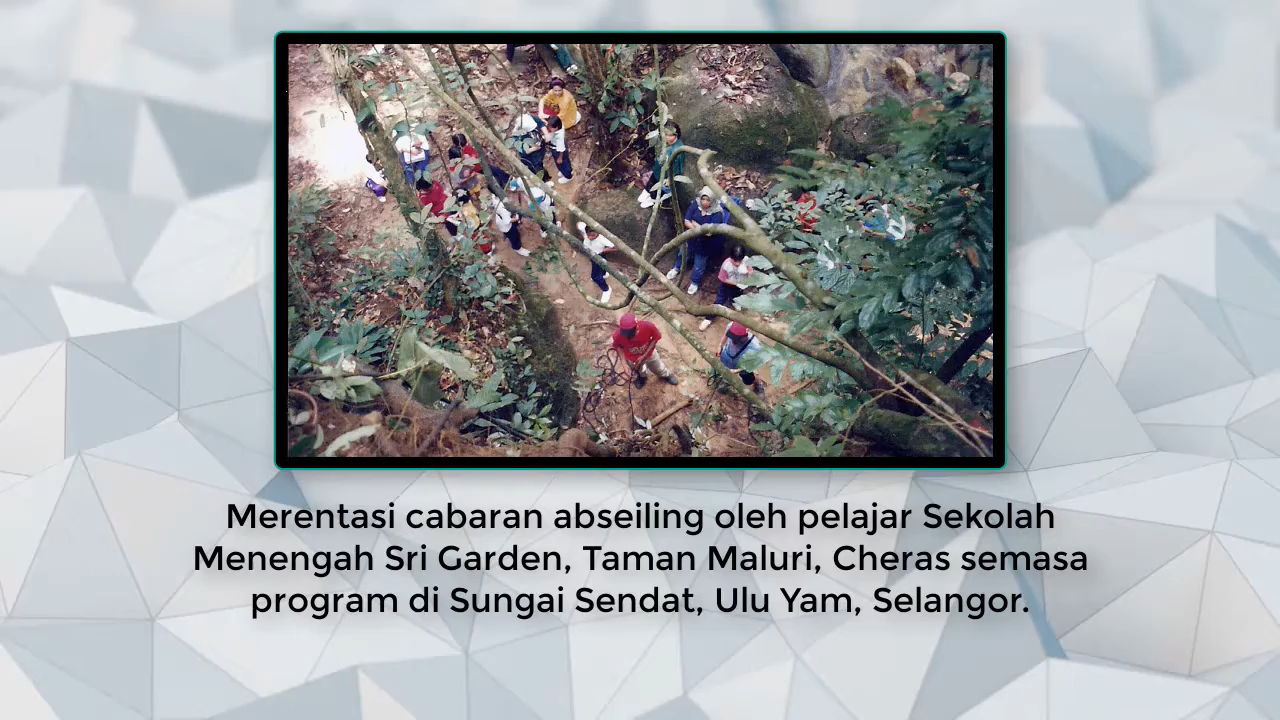 Merentasi cabaran abseiling oleh pelajar Sekolah
Menengah Sri Garden, Taman Maluri, Cheras semasa
program di Sungai Sendat, Ulu Yam, Selangor.